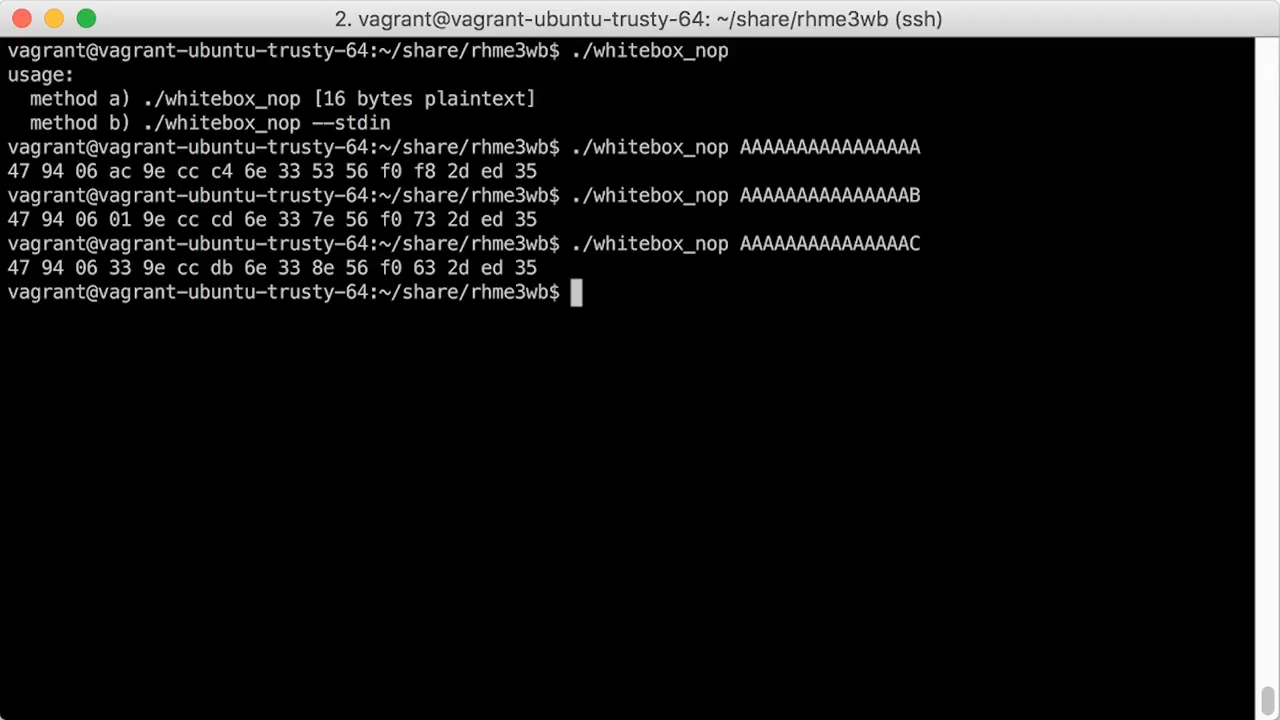 2. vagrant@vagrant-ubuntu-trusty-64: ~/share/rhme3wb (ssh)
vagrant@vagrant-ubuntu-trusty-64:~/share/rhme3wb$ ./whitebox_nop
usage:
  method a) ./whitebox_nop [16 bytes plaintext]
  method b) ./whitebox_nop --stdin
vagrant@vagrant-ubuntu-trusty-64:~/share/rhme3wb$ ./whitebox_nop AAAAAAAAAAAAAAAA
47 94 06 ac 9e cc c4 6e 33 53 56 f0 f8 2d ed 35
vagrant@vagrant-ubuntu-trusty-64:~/share/rhme3wb$ ./whitebox_nop AAAAAAAAAAAAAAAB
47 94 06 01 9e cc cd 6e 33 7e 56 f0 73 2d ed 35
vagrant@vagrant-ubuntu-trusty-64:~/share/rhme3wb$ ./whitebox_nop AAAAAAAAAAAAAAAC
47 94 06 33 9e cc db 6e 33 8e 56 f0 63 2d ed 35
vagrant@vagrant-ubuntu-trusty-64:~/share/rhme3wb$